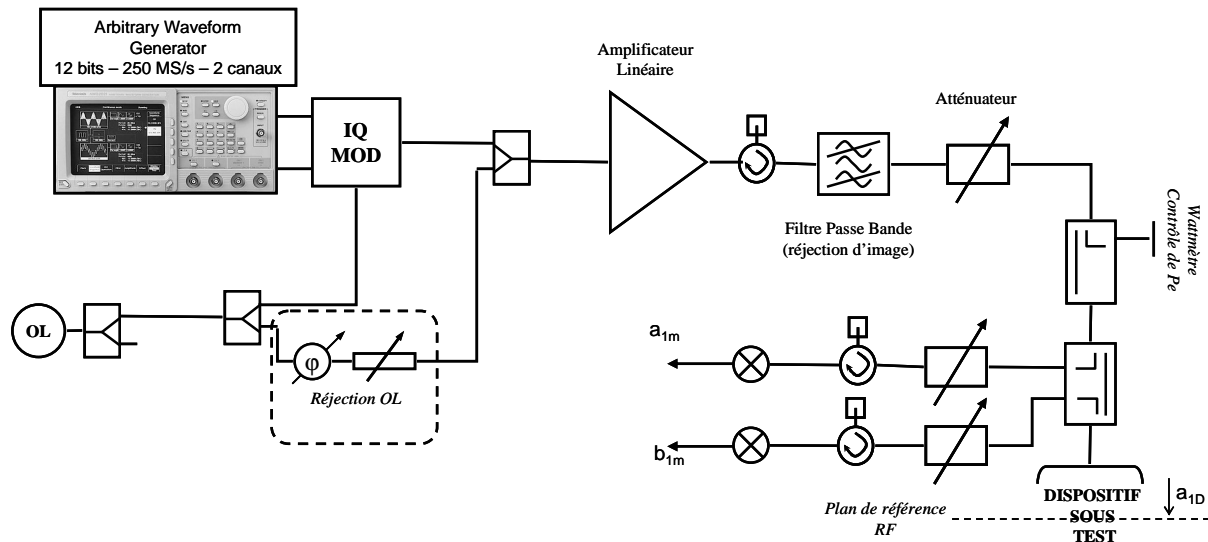 Arbitrary Waveform
Generator
12 bits – 250 MS/s – 2 canaux
IQ
MOD
Amplificateur
Linéaire
Atténuateur
Filtre Passe Bande
(réjection d'image)
Wattmètre
Contrôle de Pe
OL
φ
Réjection OL
a1m
b1m
Plan de référence
RF
DISPOSITIF
SOUS
TEST
a1D